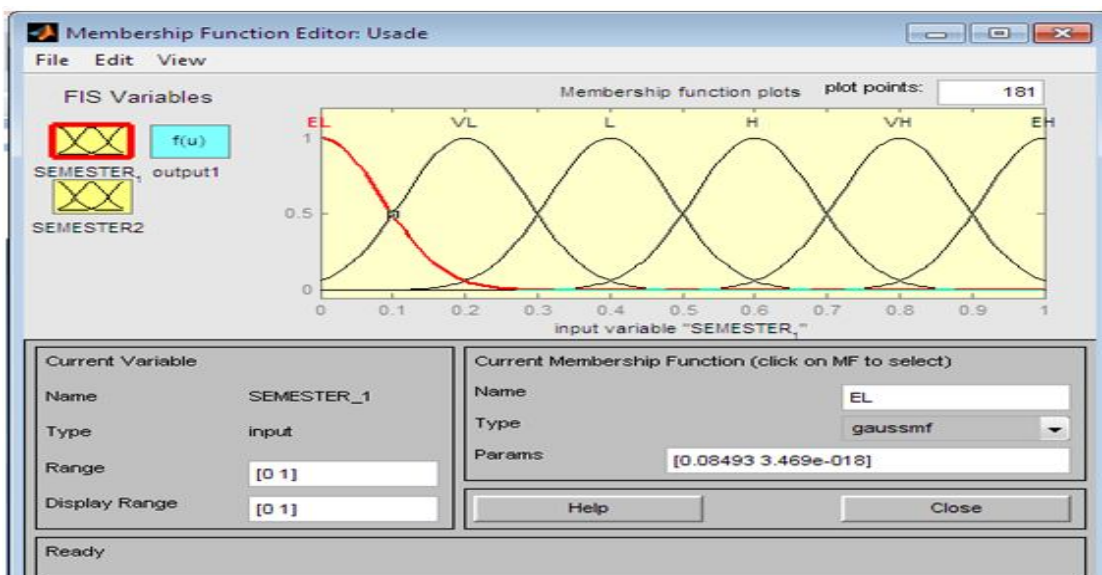 Membership Function Editor: Usade
File Edit View
FIS Variables
f(u)
SEMESTER1 output1
SEMESTER2
Membership function plots plot points: 181
EL VL L H VH EH
1
0.5
0
0 0.1 0.2 0.3 0.4 0.5 0.6 0.7 0.8 0.9 1
input variable "SEMESTER1"
Current Variable
Name SEMESTER_1
Type input
Range [0 1]
Display Range [0 1]
Current Membership Function (click on MF to select)
Name EL
Type gaussmf
Params [0.08493 3.469e-018]
Help Close
Ready